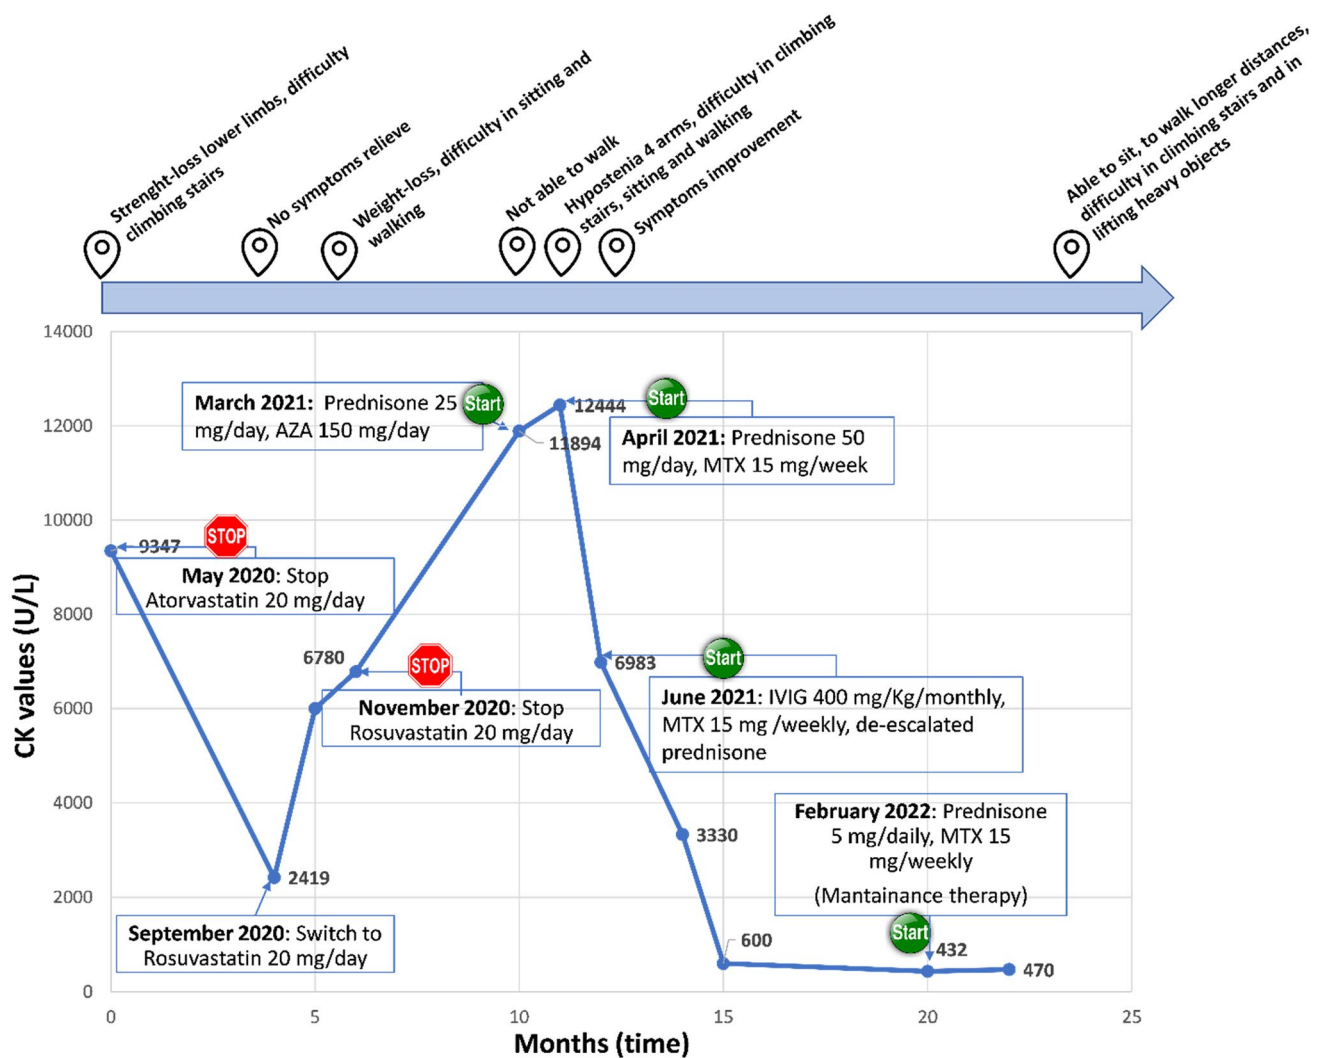 Strenght-loss lower limbs, difficulty
climbing stairs
No symptoms relieve
Weight-loss, difficulty in sitting and
walking
Not able to walk
Hypostenia 4 arms, difficulty in climbing
stairs, sitting and walking
Symptoms improvement
Able to sit, to walk longer distances,
difficulty in climbing stairs and in
lifting heavy objects
14000
12000
10000
8000
6000
4000
2000
0
CK values (U/L)
March 2021: Prednisone 25
mg/day, AZA 150 mg/day
Start
11894
12444
Start
April 2021: Prednisone 50
mg/day, MTX 15 mg/week
9347
STOP
May 2020: Stop
Atorvastatin 20 mg/day
6780
STOP
November 2020: Stop
Rosuvastatin 20 mg/day
6983
Start
June 2021: IVIG 400 mg/Kg/monthly,
MTX 15 mg /weekly, de-escalated
prednisone
2419
September 2020: Switch to
Rosuvastatin 20 mg/day
3330
February 2022: Prednisone
5 mg/daily, MTX 15
mg/weekly
(Mantainance therapy)
Start
600
432
470
0
5
10
15
20
25
Months (time)